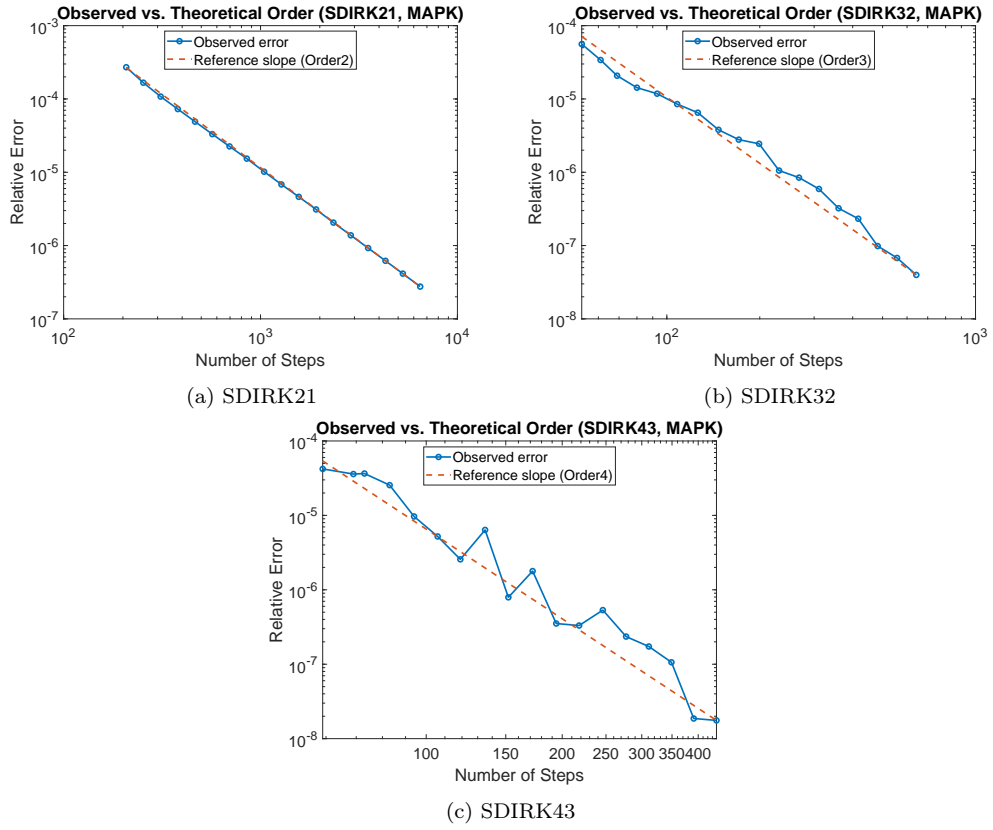 Observed vs. Theoretical Order (SDIRK21, MAPK)
Observed error
Reference slope (Order2)
10^-3
10^-4
10^-5
10^-6
10^-7
Relative Error
10^2
10^3
10^4
Number of Steps
(a) SDIRK21
Observed vs. Theoretical Order (SDIRK32, MAPK)
Observed error
Reference slope (Order3)
10^-4
10^-5
10^-6
10^-7
10^-8
Relative Error
10^2
10^3
Number of Steps
(b) SDIRK32
Observed vs. Theoretical Order (SDIRK43, MAPK)
Observed error
Reference slope (Order4)
10^-4
10^-5
10^-6
10^-7
10^-8
Relative Error
100 150 200 250 300 350 400
Number of Steps
(c) SDIRK43